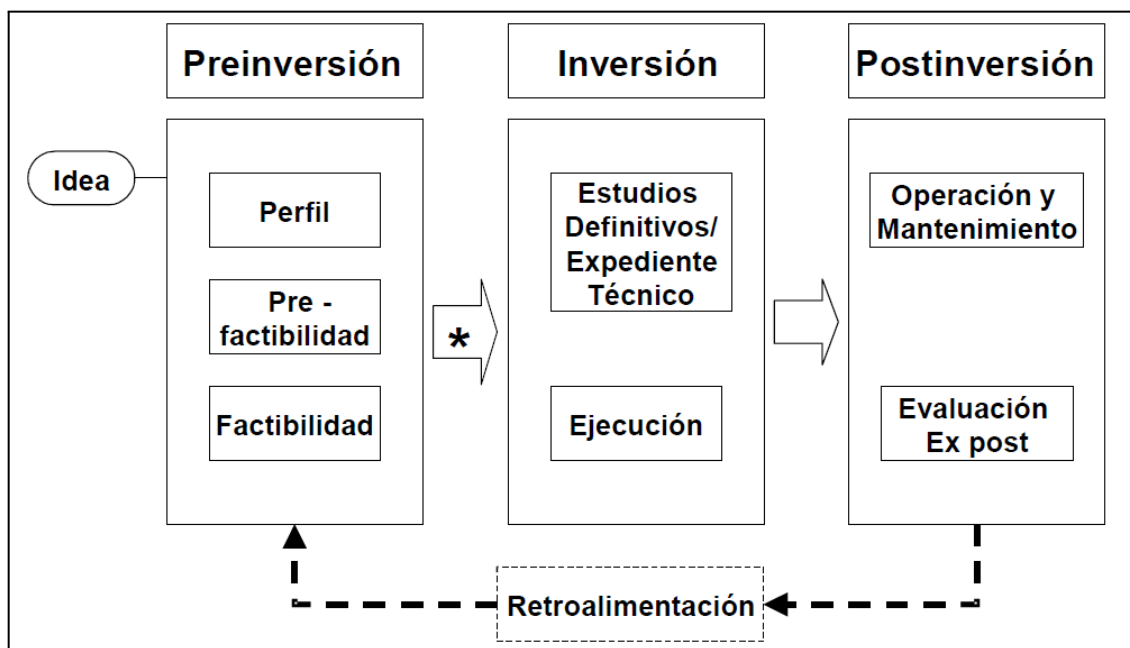 Preinversión
Inversión
Postinversión
Idea
Perfil
Pre -
factibilidad
Factibilidad
*
Estudios
Definitivos/
Expediente
Técnico
Ejecución
Operación y
Mantenimiento
Evaluación
Ex post
Retroalimentación